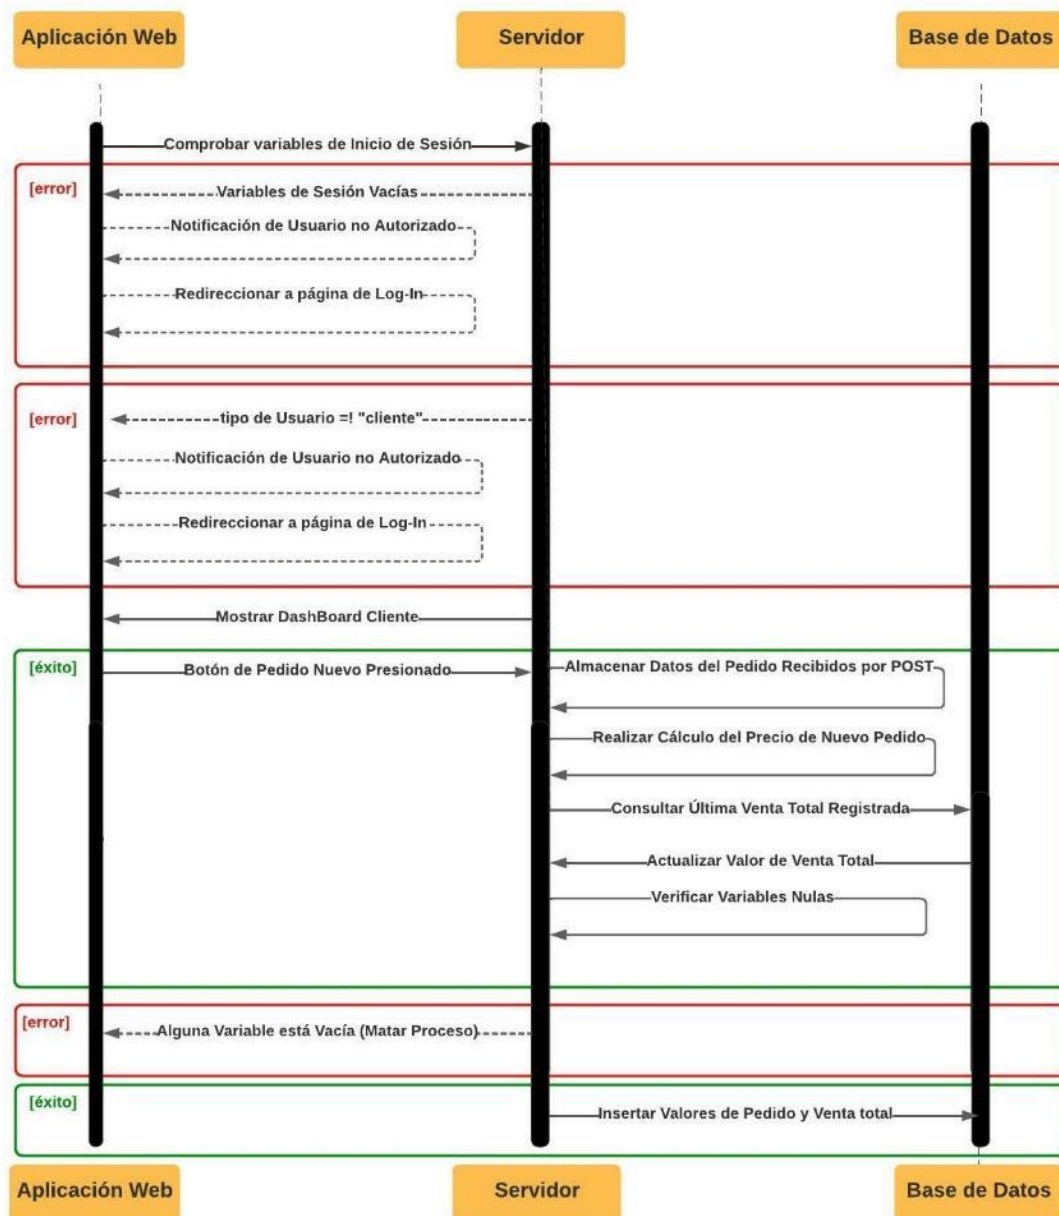 Aplicación Web
Servidor
Base de Datos
Comprobar variables de Inicio de Sesión
[error]
Variables de Sesión Vacías
Notificación de Usuario no Autorizado
Redireccionar a página de Log-In
[error]
tipo de Usuario =! "cliente"
Notificación de Usuario no Autorizado
Redireccionar a página de Log-In
Mostrar DashBoard Cliente
[éxito]
Botón de Pedido Nuevo Presionado
Almacenar Datos del Pedido Recibidos por POST
Realizar Cálculo del Precio de Nuevo Pedido
Consultar Última Venta Total Registrada
Actualizar Valor de Venta Total
Verificar Variables Nulas
[error]
Alguna Variable está Vacía (Matar Proceso)
[éxito]
Insertar Valores de Pedido y Venta total
Aplicación Web
Servidor
Base de Datos